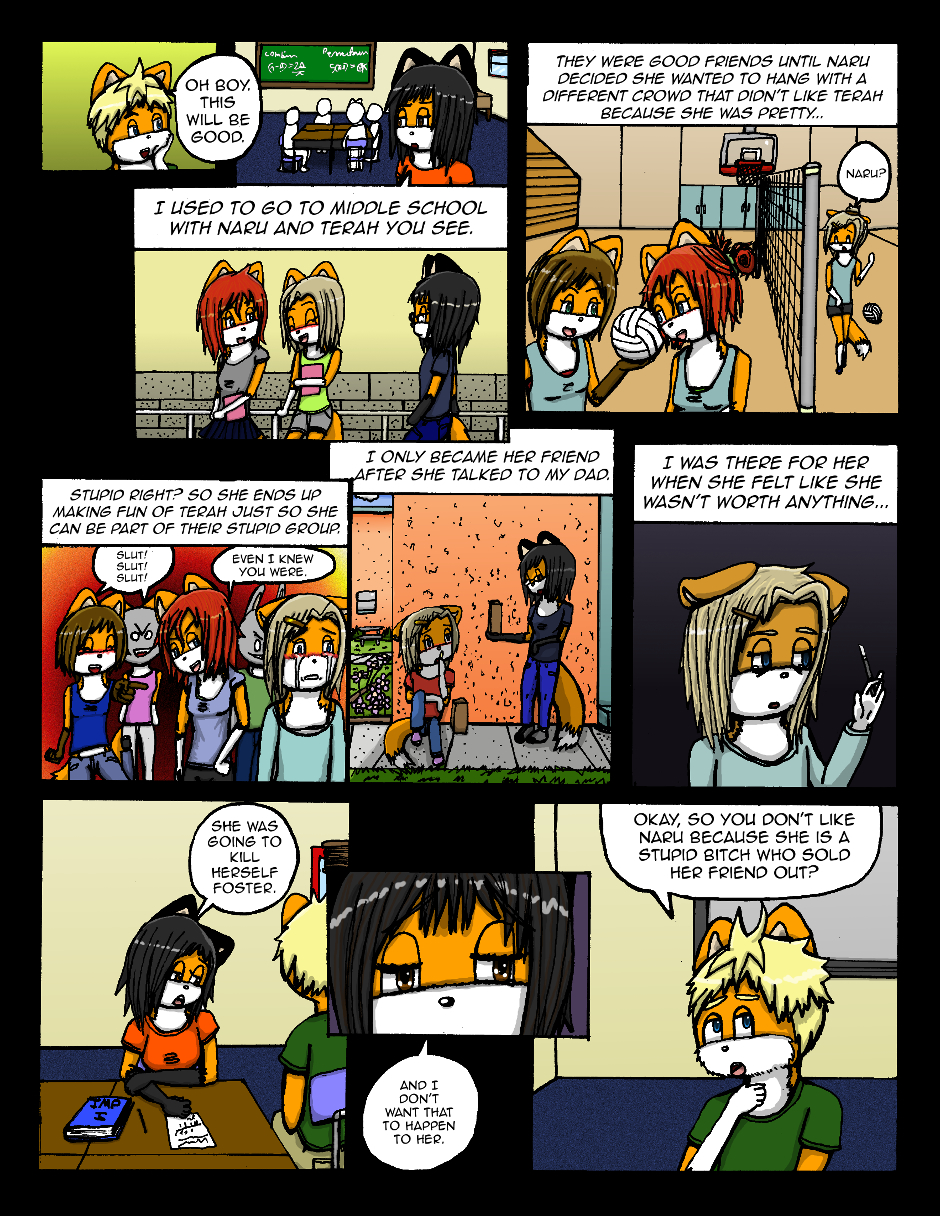 OH BOY.
THIS
WILL BE
GOOD.
I USED TO GO TO MIDDLE SCHOOL
WITH NARU AND TERAH YOU SEE.
THEY WERE GOOD FRIENDS UNTIL NARU
DECIDED SHE WANTED TO HANG WITH A
DIFFERENT CROWD THAT DIDN'T LIKE TERAH
BECAUSE SHE WAS PRETTY...
NARU?
STUPID RIGHT? SO SHE ENDS UP
MAKING FUN OF TERAH JUST SO SHE
CAN BE PART OF THEIR STUPID GROUP.
SLUT!
SLUT!
SLUT!
EVEN I KNEW
YOU WERE.
I ONLY BECAME HER FRIEND
AFTER SHE TALKED TO MY DAD.
I WAS THERE FOR HER
WHEN SHE FELT LIKE SHE
WASN'T WORTH ANYTHING...
SHE WAS
GOING TO
KILL
HERSELF
FOSTER.
IMP
I
AND I
DON'T
WANT THAT
TO HAPPEN
TO HER.
OKAY, SO YOU DON'T LIKE
NARU BECAUSE SHE IS A
STUPID BITCH WHO SOLD
HER FRIEND OUT?